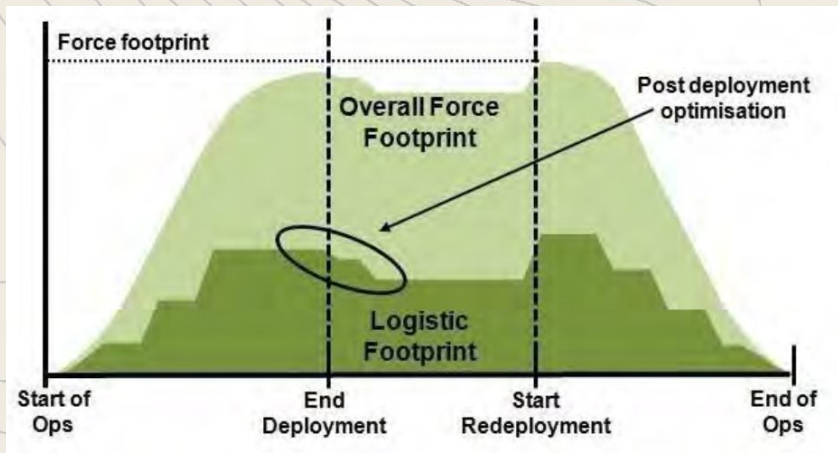 Force footprint
Post deployment
optimisation
Overall Force
Footprint
Logistic
Footprint
Start of
Ops
End
Deployment
Start
Redeployment
End of
Ops